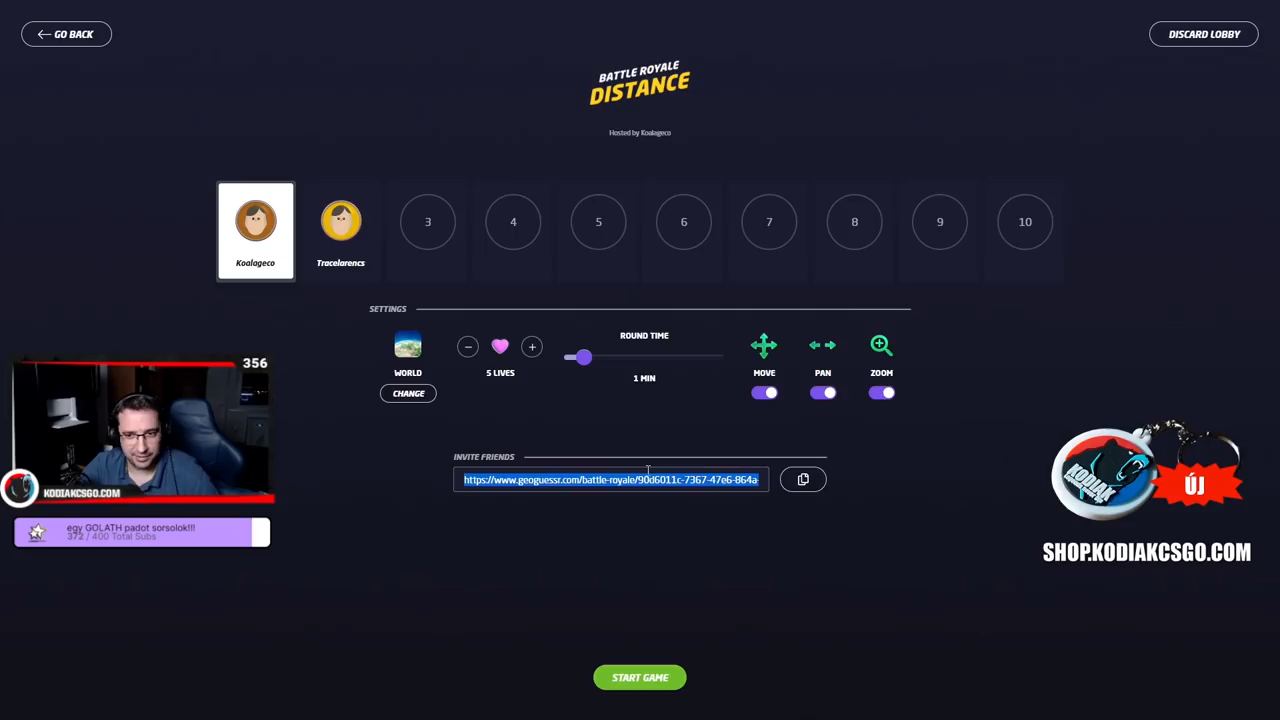 GO BACK
DISCARD LOBBY
BATTLE ROYALE
DISTANCE
Hosted by Koalageco
3
4
5
6
7
8
9
10
Koalageco
Tracelarencs
SETTINGS
ROUND TIME
WORLD
5 LIVES
1 MIN
MOVE
PAN
ZOOM
CHANGE
356
INVITE FRIENDS
https://www.geoguessr.com/battle-royale/90d6011c-7367-47e6-864a-
KODIAKCSGO.COM
egy GOLATH padot sorsolok!!!
372 / 400 Total Subs
KODIAK
ÚJ
SHOP.KODIAKCSGO.COM
START GAME